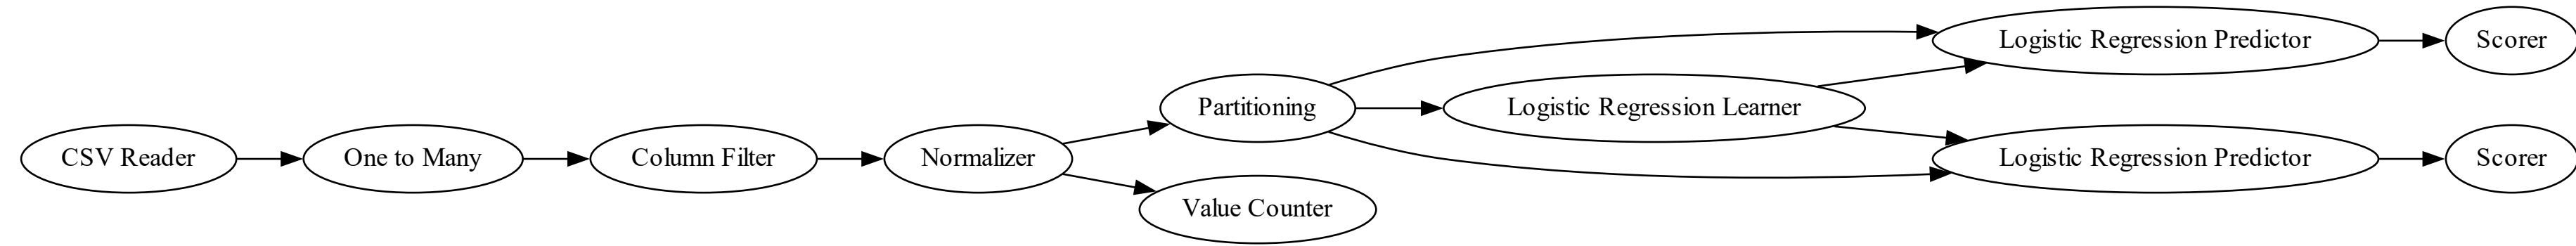 CSV Reader
One to Many
Column Filter
Normalizer
Partitioning
Value Counter
Logistic Regression Learner
Logistic Regression Predictor
Scorer
Logistic Regression Predictor
Scorer